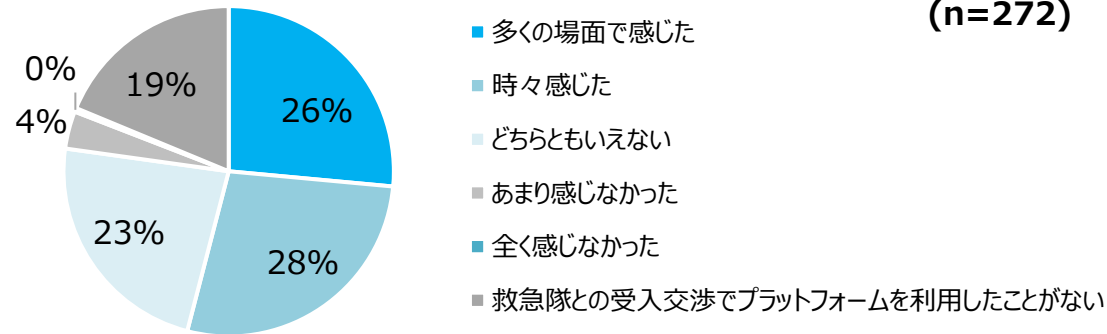 (n=272)
26%
28%
23%
4%
0%
19%
多くの場面で感じた
時々感じた
どちらともいえない
あまり感じなかった
全く感じなかった
救急隊との受入交渉でプラットフォームを利用したことがない